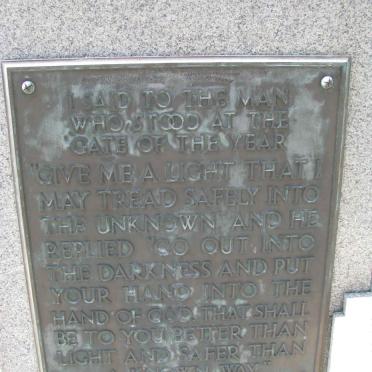 I SAID TO THE MAN
WHO STOOD AT THE
GATE OF THE YEAR
"GIVE ME A LIGHT THAT I
MAY TREAD SAFELY INTO
THE UNKNOWN AND HE
REPLIED "GO OUT INTO
THE DARKNESS AND PUT
YOUR HAND INTO THE
HAND OF GOD THAT SHALL
BE TO YOU BETTER THAN
LIGHT AND SAFER THAN
A KNOWN WAY."